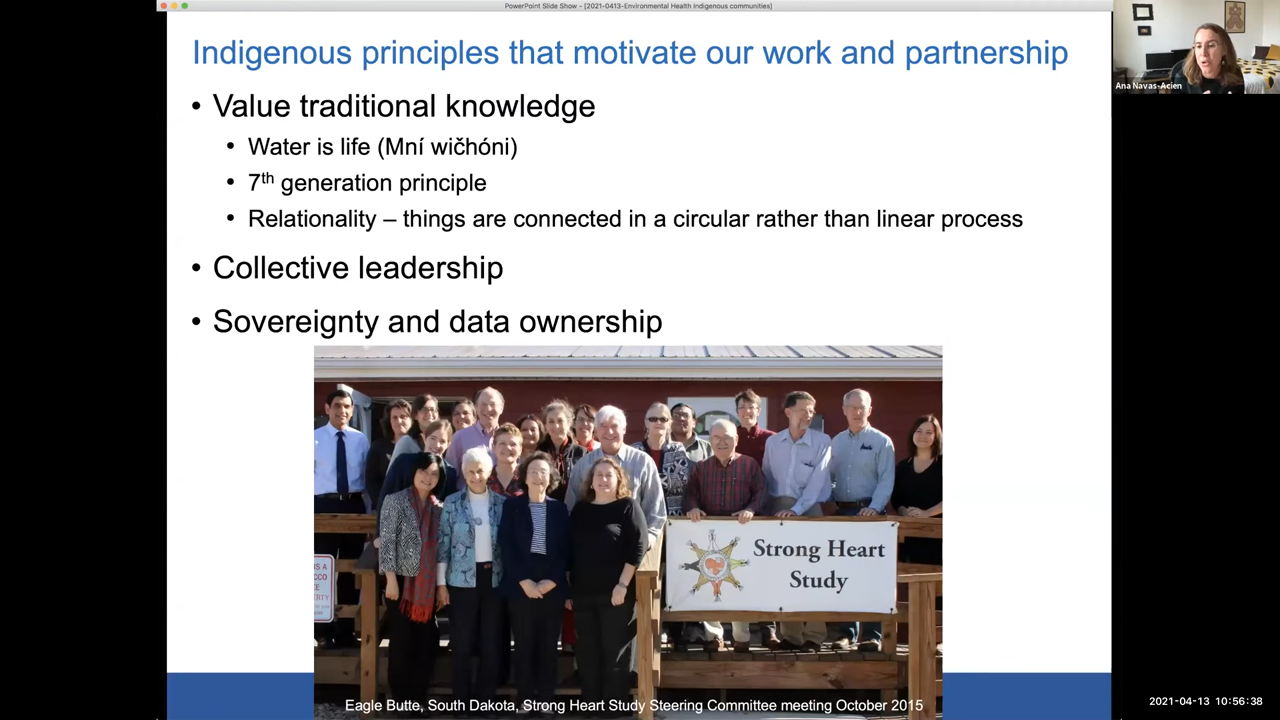 PowerPoint Slide Show - [2021-0413-Environmental Health Indigenous communities]
Indigenous principles that motivate our work and partnership
• Value traditional knowledge
• Water is life (Mní wičhóni)
• 7th generation principle
• Relationality – things are connected in a circular rather than linear process
• Collective leadership
• Sovereignty and data ownership
Strong Heart
Study
Eagle Butte, South Dakota, Strong Heart Study Steering Committee meeting October 2015
Ana Navas-Acien
2021-04-13 10:56:38